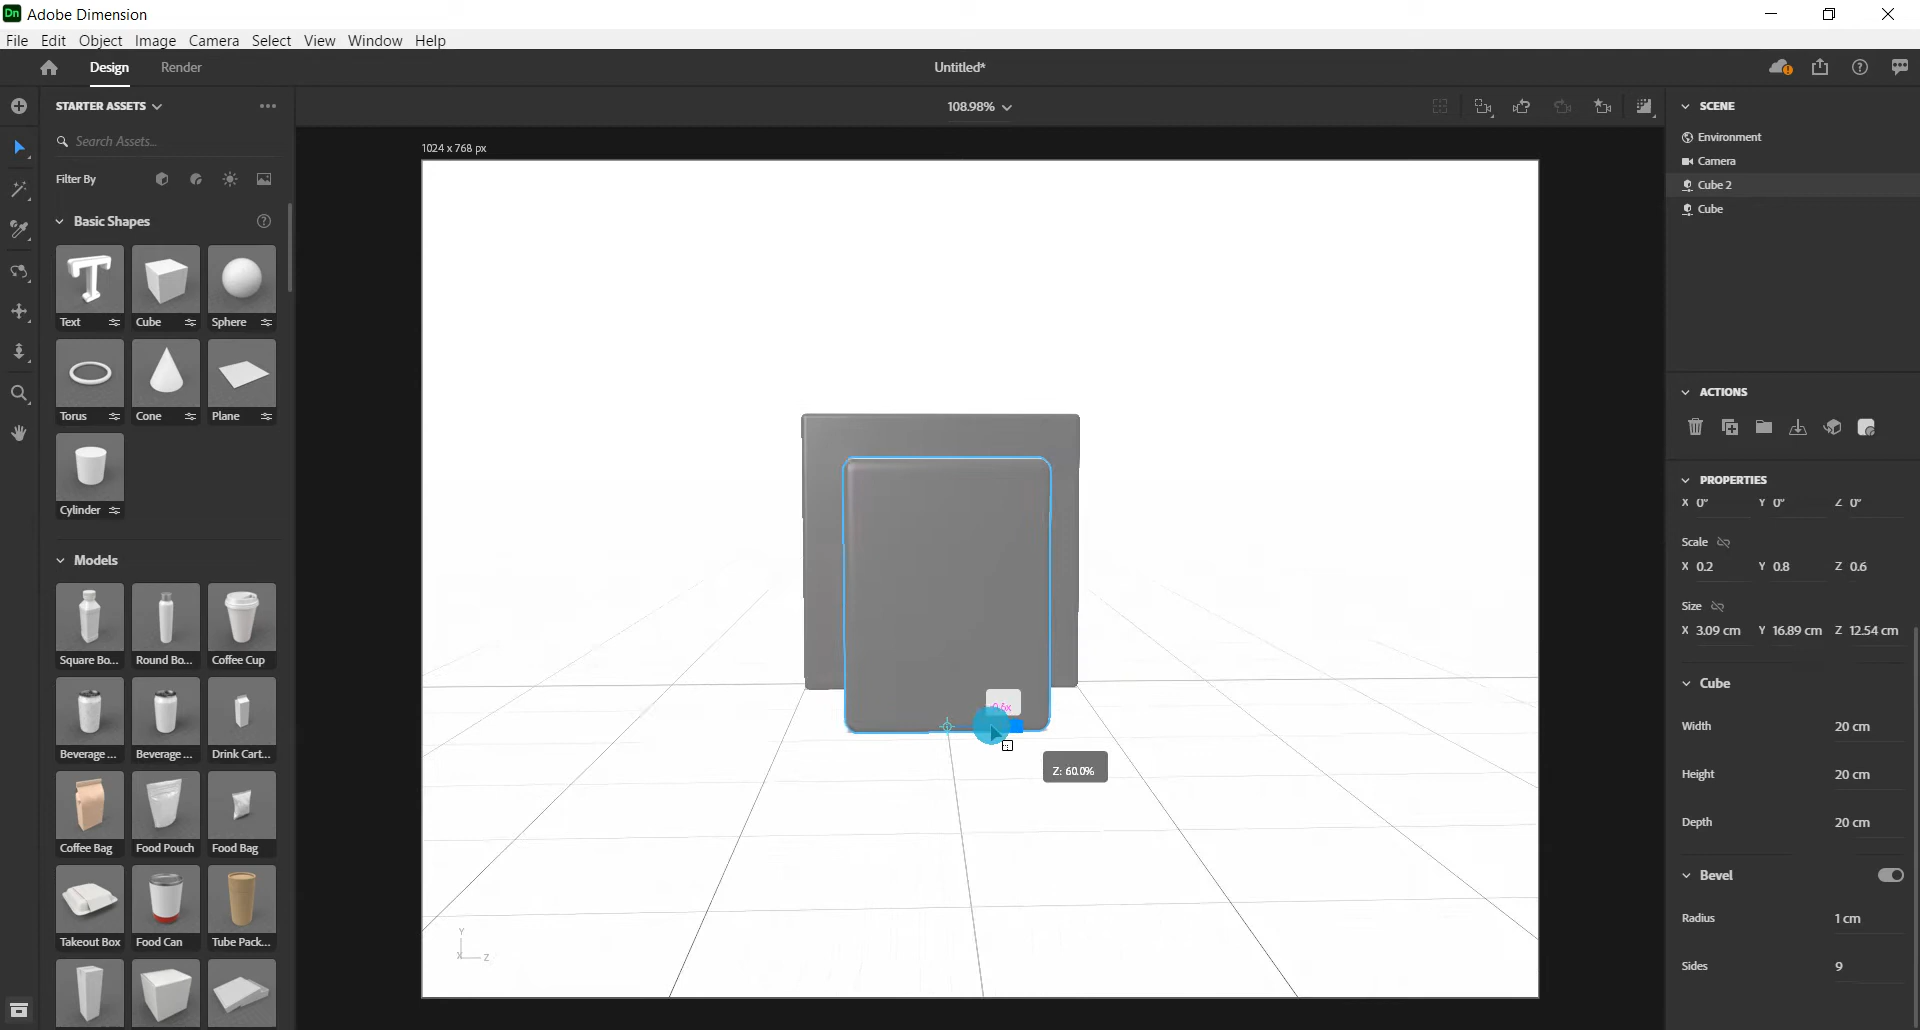 Dn Adobe Dimension
File Edit Object Image Camera Select View Window Help
Design Render Untitled*
STARTER ASSETS 108.98%
Search Assets...
Filter By
Basic Shapes
Text Cube Sphere
Torus Cone Plane
Cylinder
Models
Square Bo... Round Bo... Coffee Cup
Beverage ... Beverage ... Drink Cart...
Coffee Bag Food Pouch Food Bag
Takeout Box Food Can Tube Pack...
1024 x 768 px
0.6x
Z: 60.0%
Y
X Z
SCENE
Environment
Camera
Cube 2
Cube
ACTIONS
PROPERTIES
X 0° Y 0° Z 0°
Scale
X 0.2 Y 0.8 Z 0.6
Size
X 3.09 cm Y 16.89 cm Z 12.54 cm
Cube
Width 20 cm
Height 20 cm
Depth 20 cm
Bevel
Radius 1 cm
Sides 9